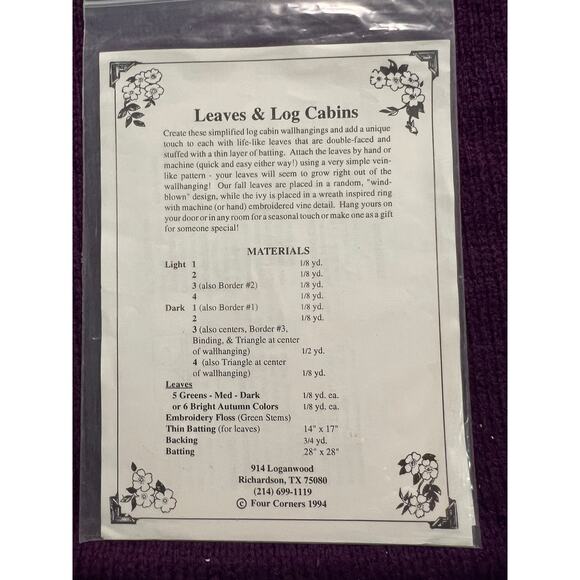 Leaves & Log Cabins
Create these simplified log cabin wallhangings and add a unique
touch to each with life-like leaves that are double-faced and
stuffed with a thin layer of batting. Attach the leaves by hand or
machine (quick and easy either way!) using a very simple vein-
like pattern - your leaves will seem to grow right out of the
wallhanging! Our fall leaves are placed in a random, "wind-
blown" design, while the ivy is placed in a wreath inspired ring
with machine (or hand) embroidered vine detail. Hang yours on
your door or in any room for a seasonal touch or make one as a gift
for someone special!
MATERIALS
Light 1 1/8 yd.
2 1/8 yd.
3 (also Border #2) 1/8 yd.
4 1/8 yd.
Dark 1 (also Border #1) 1/8 yd.
2 1/8 yd.
3 (also centers, Border #3,
Binding, & Triangle at center
of wallhanging) 1/2 yd.
4 (also Triangle at center
of wallhanging) 1/8 yd.
Leaves
5 Greens - Med - Dark 1/8 yd. ea.
or 6 Bright Autumn Colors 1/8 yd. ea.
Embroidery Floss (Green Stems)
Thin Batting (for leaves) 14" x 17"
Backing 3/4 yd.
Batting 28" x 28"
914 Loganwood
Richardson, TX 75080
(214) 699-1119
© Four Corners 1994